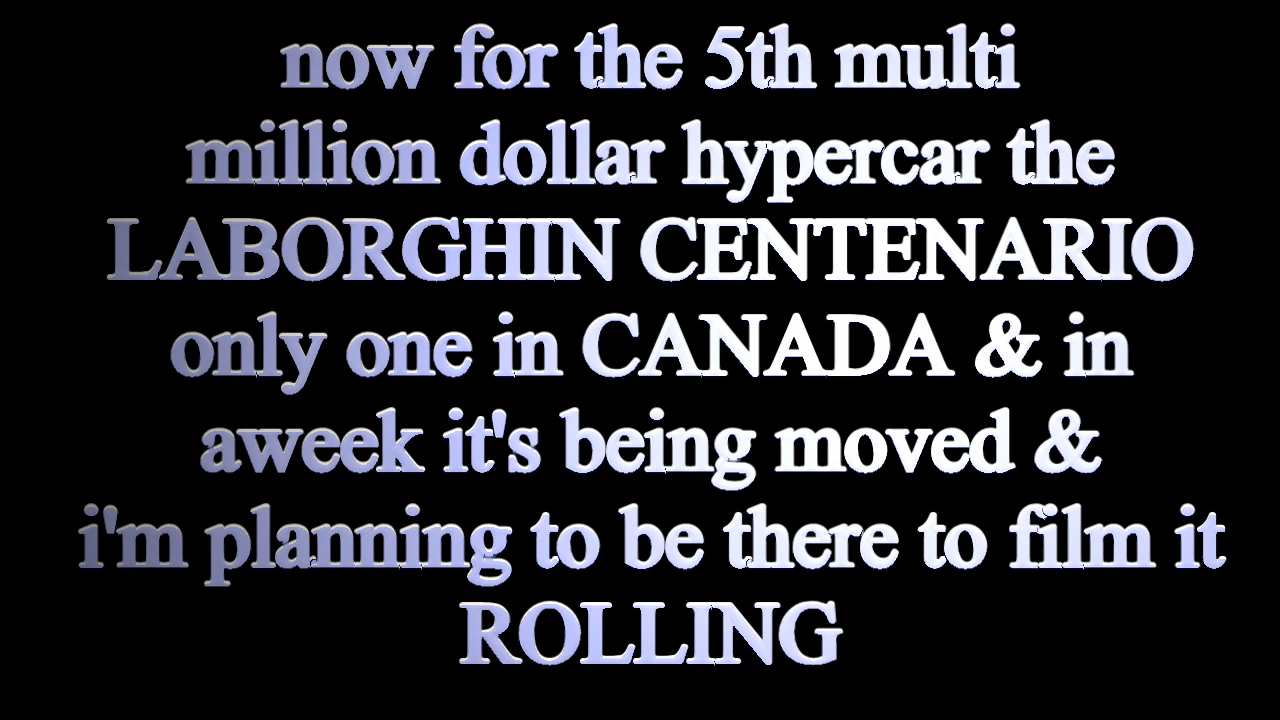 now for the 5th multi
million dollar hypercar the
LABORGHIN CENTENARIO
only one in CANADA & in
aweek it's being moved &
i'm planning to be there to film it
ROLLING